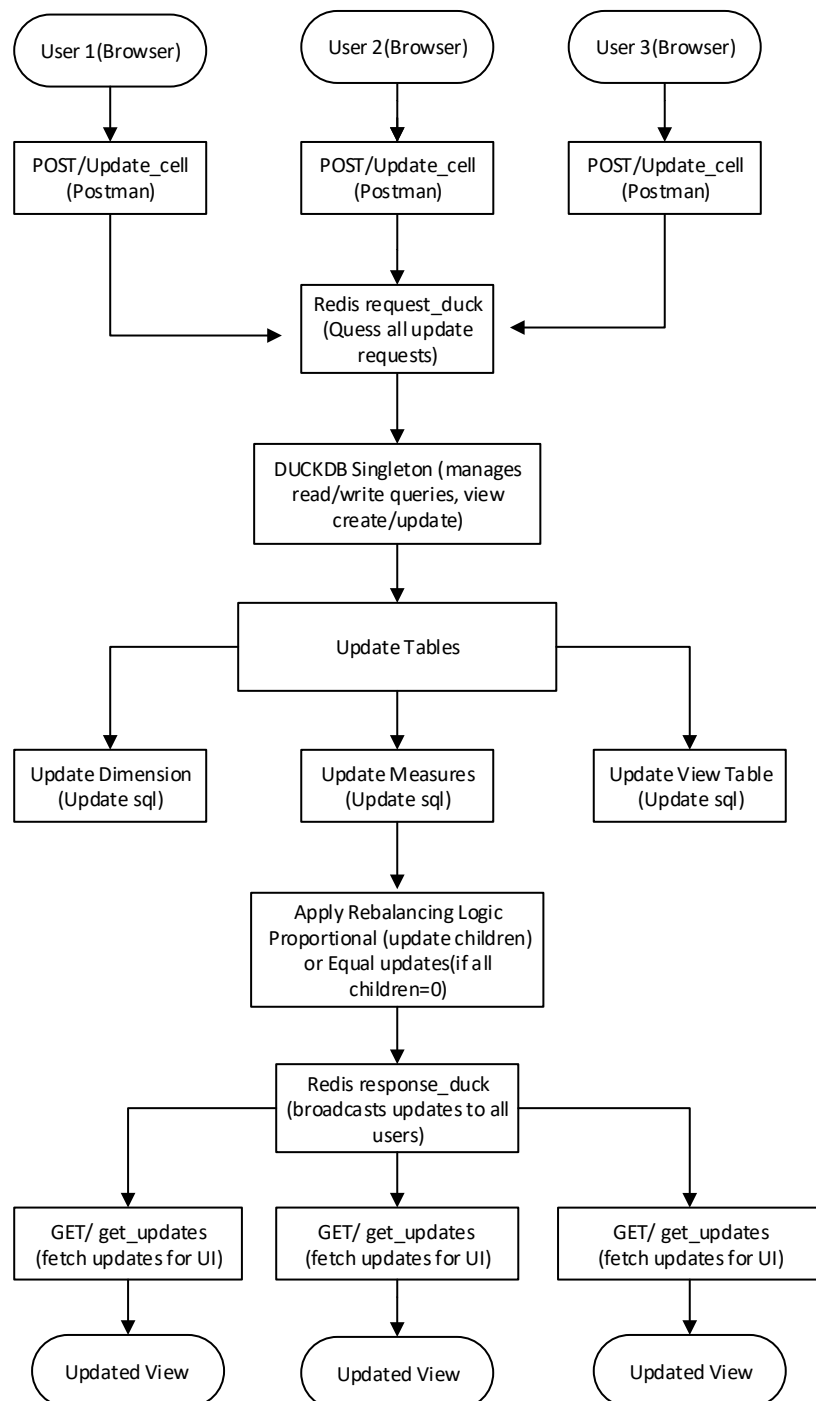 User 1(Browser)
User 2(Browser)
User 3(Browser)
POST/Update_cell
(Postman)
POST/Update_cell
(Postman)
POST/Update_cell
(Postman)
Redis request_duck
(Quess all update
requests)
DUCKDB Singleton (manages
read/write queries, view
create/update)
Update Tables
Update Dimension
(Update sql)
Update Measures
(Update sql)
Update View Table
(Update sql)
Apply Rebalancing Logic
Proportional (update children)
or Equal updates(if all
children=0)
Redis response_duck
(broadcasts updates to all
users)
GET/ get_updates
(fetch updates for UI)
GET/ get_updates
(fetch updates for UI)
GET/ get_updates
(fetch updates for UI)
Updated View
Updated View
Updated View